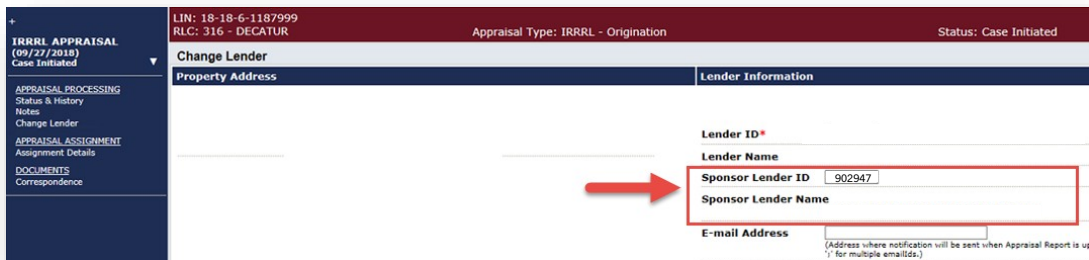 +
IRRRL APPRAISAL
(09/27/2018)
Case Initiated ▼
APPRAISAL PROCESSING
Status & History
Notes
Change Lender
APPRAISAL ASSIGNMENT
Assignment Details
DOCUMENTS
Correspondence
LIN: 18-18-6-1187999
RLC: 316 - DECATUR Appraisal Type: IRRRL - Origination Status: Case Initiated
Change Lender
Property Address Lender Information
Lender ID*
Lender Name
Sponsor Lender ID 902947
Sponsor Lender Name
E-mail Address
(Address where notification will be sent when Appraisal Report is up
';' for multiple emailIds.)